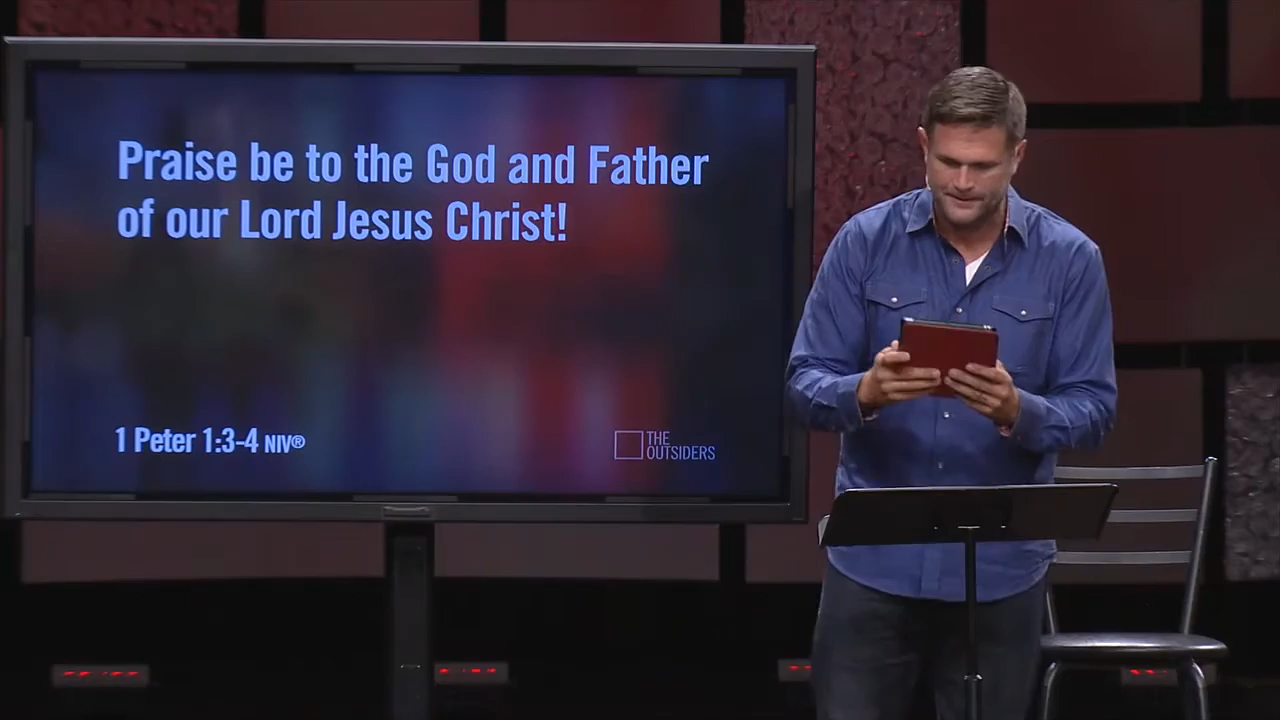 Praise be to the God and Father
of our Lord Jesus Christ!
1 Peter 1:3-4 NIV®
THE
OUTSIDERS